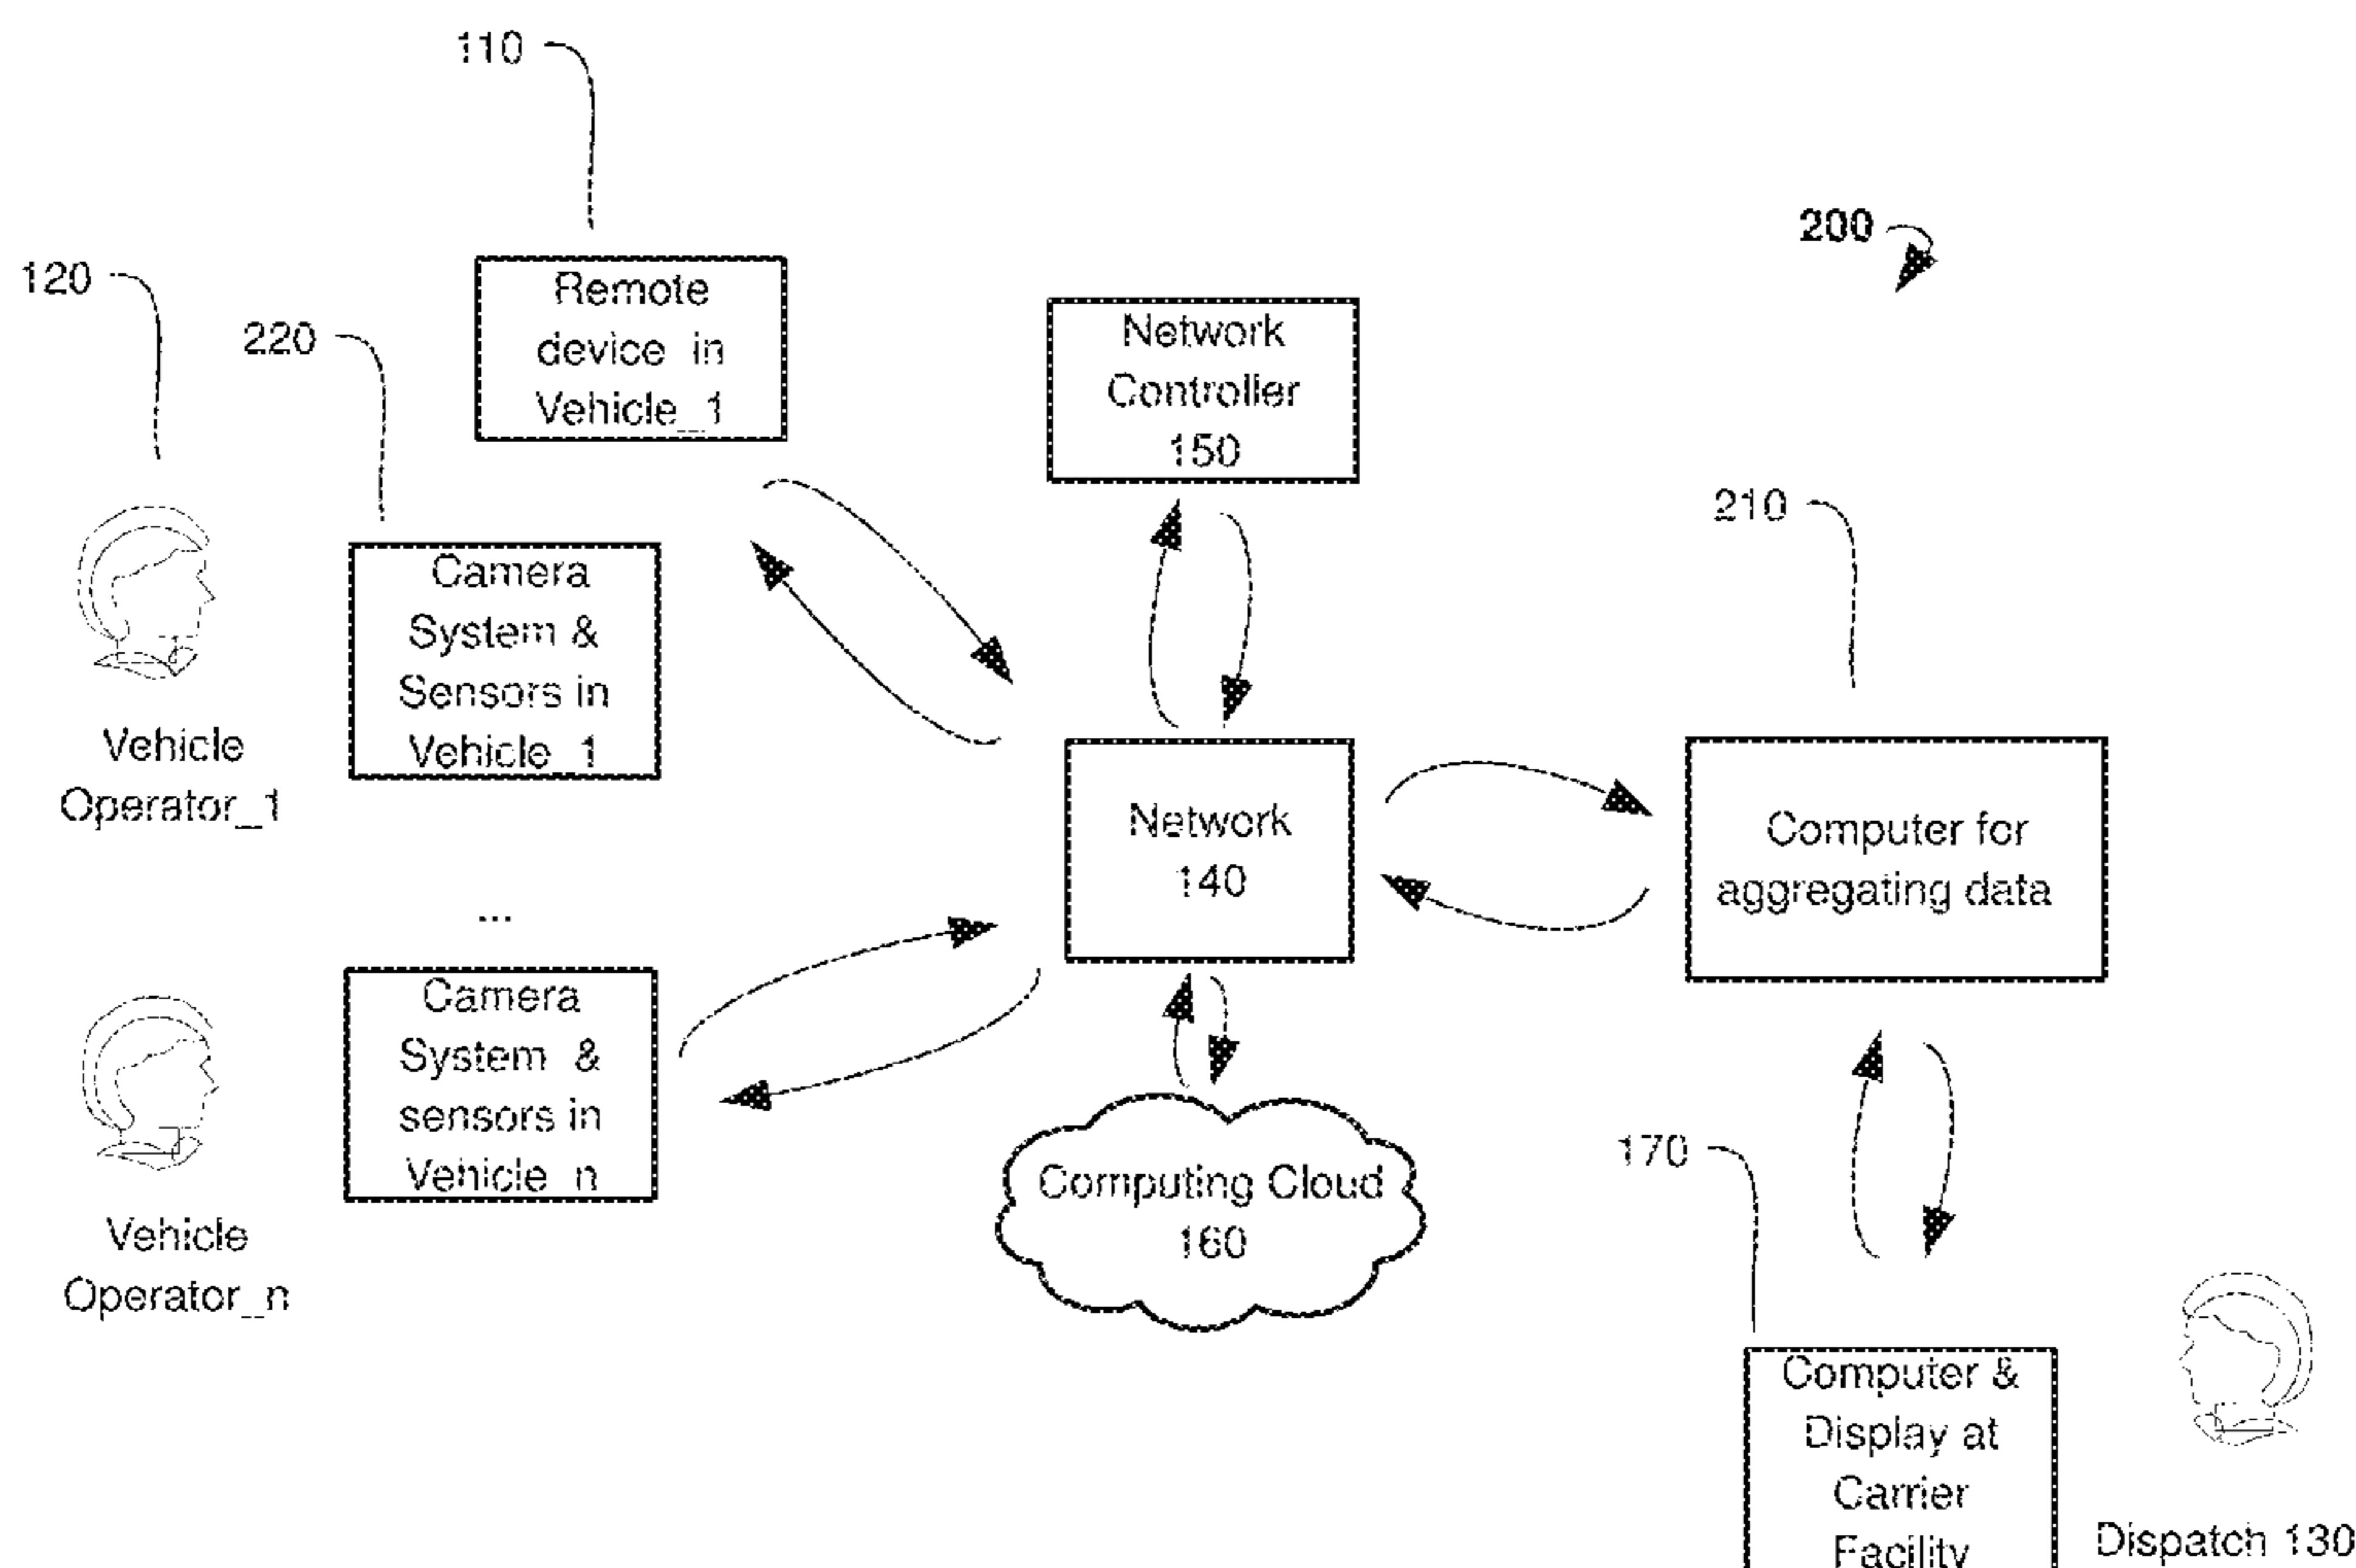 110
200
120
220
Remote
device in
Vehicle_1
Network
Controller
150
210
Camera
System &
Sensors in
Vehicle_1
Vehicle
Operator_1
Network
140
Computer for
aggregating data
...
Camera
System &
sensors in
Vehicle_n
Vehicle
Operator_n
Computing Cloud
160
170
Computer &
Display at
Carrier
Facility
Dispatch 130